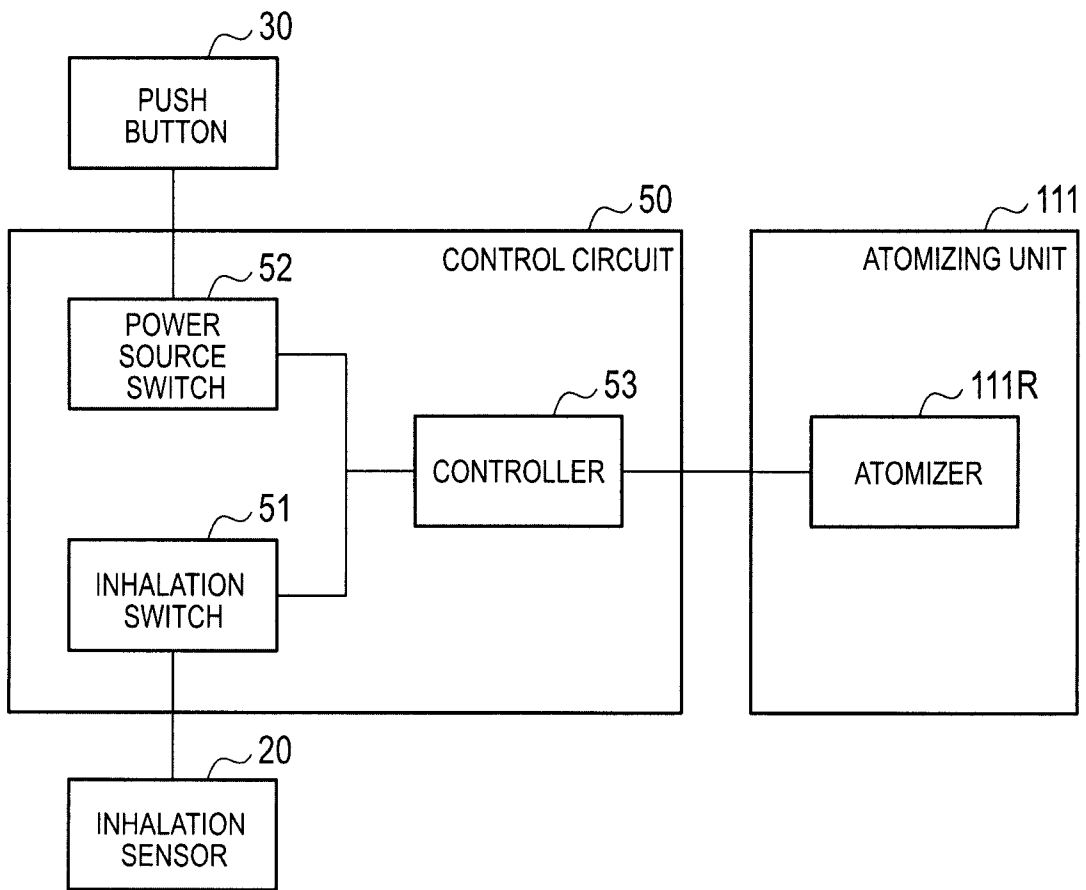 30
PUSH
BUTTON
50
111
CONTROL CIRCUIT
ATOMIZING UNIT
52
POWER
SOURCE
SWITCH
53
111R
CONTROLLER
ATOMIZER
51
INHALATION
SWITCH
20
INHALATION
SENSOR